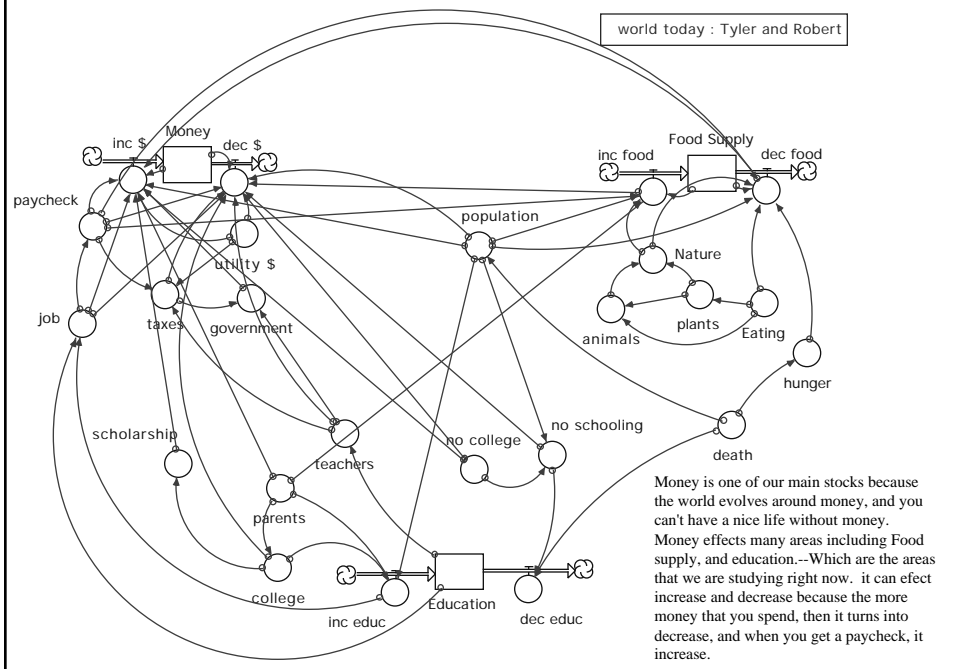 world today : Tyler and Robert
inc $
Money
dec $
Food Supply
inc food
dec food
paycheck
population
utility $
Nature
job
taxes
government
animals
plants
Eating
hunger
scholarship
teachers
no college
no schooling
death
parents
college
inc educ
Education
dec educ
Money is one of our main stocks because
the world evolves around money, and you
can't have a nice life without money.
Money effects many areas including Food
supply, and education.--Which are the areas
that we are studying right now.  it can efect
increase and decrease because the more
money that you spend, then it turns into
decrease, and when you get a paycheck, it
increase.